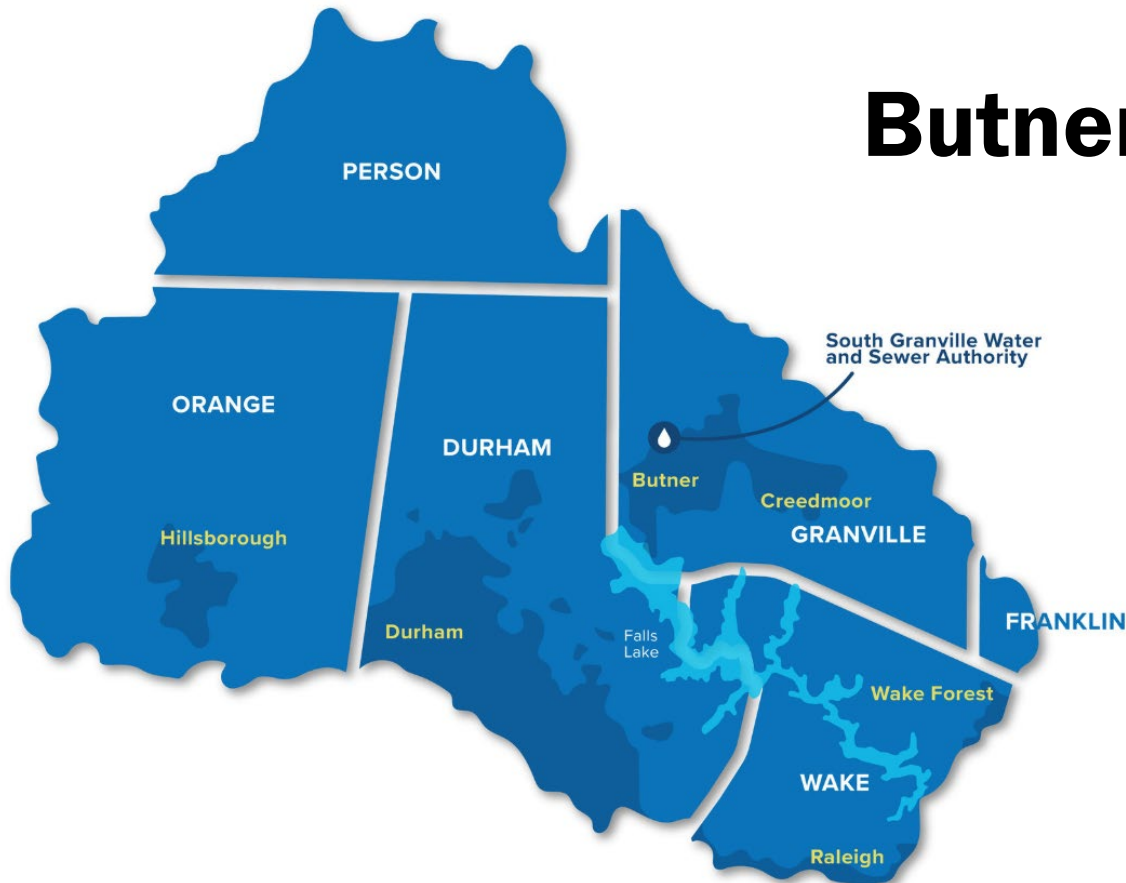 Butner
PERSON
South Granville Water
and Sewer Authority
ORANGE
DURHAM
Butner
Creedmoor
GRANVILLE
Hillsborough
FRANKLIN
Durham
Falls
Lake
Wake Forest
WAKE
Raleigh